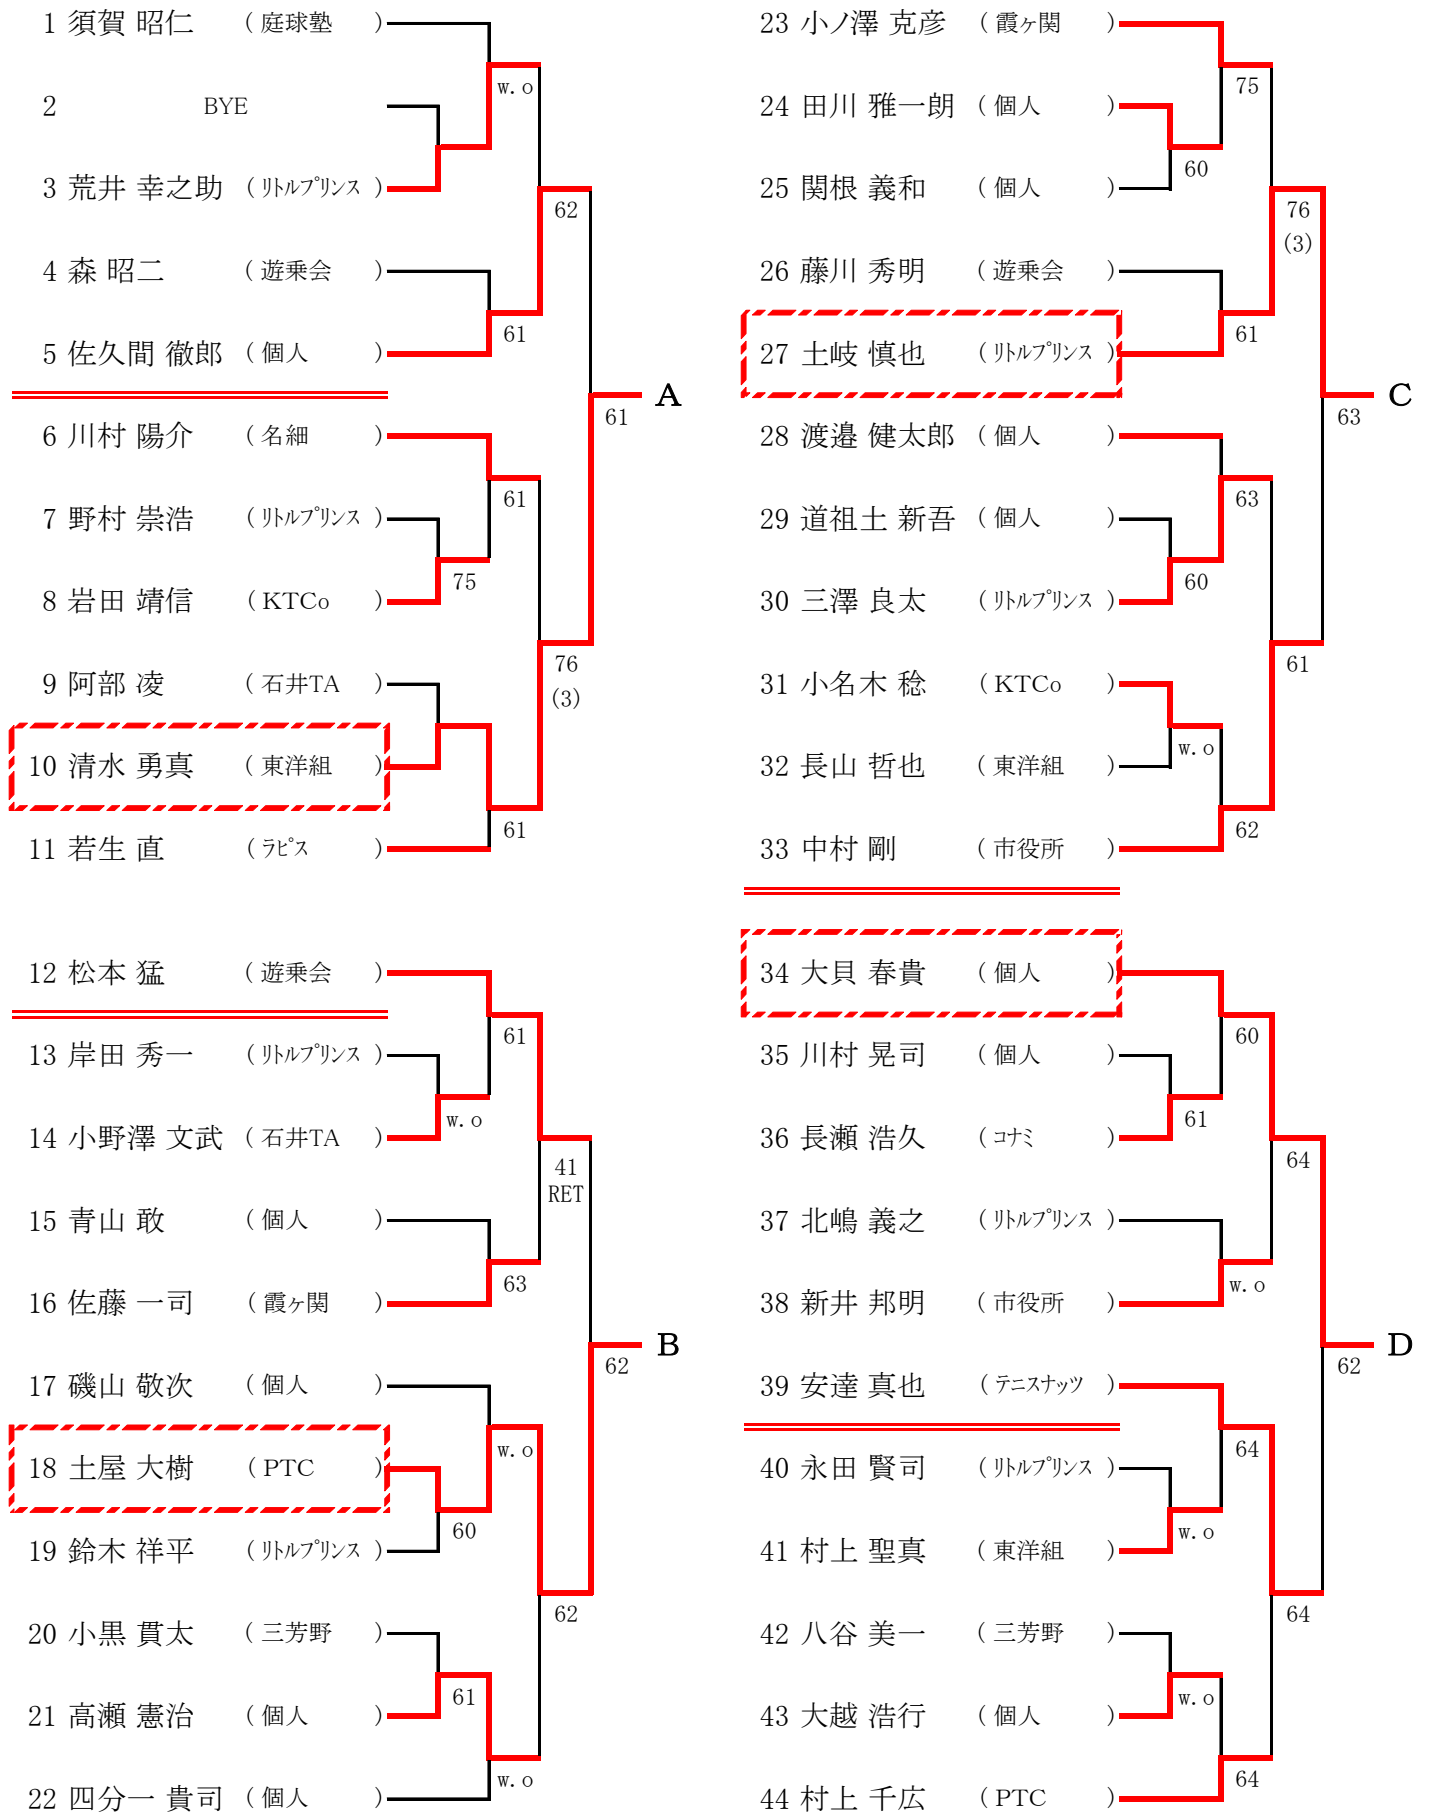 1 須賀 昭仁 （ 庭球塾 ）
w.o
2 BYE
3 荒井 幸之助 （ ﾘﾄﾙﾌﾟﾘﾝｽ ）
62
4 森 昭二 （ 遊乗会 ）
61
5 佐久間 徹郎 （ 個人 ）
A
61
6 川村 陽介 （ 名細 ）
61
7 野村 崇浩 （ ﾘﾄﾙﾌﾟﾘﾝｽ ）
75
8 岩田 靖信 （ KTCo ）
76
(3)
9 阿部 凌 （ 石井TA ）
10 清水 勇真 （ 東洋組 ）
61
11 若生 直 （ ﾗﾋﾟｽ ）
12 松本 猛 （ 遊乗会 ）
61
13 岸田 秀一 （ ﾘﾄﾙﾌﾟﾘﾝｽ ）
w.o
14 小野澤 文武 （ 石井TA ）
41
RET
15 青山 敢 （ 個人 ）
63
16 佐藤 一司 （ 霞ヶ関 ）
B
62
17 磯山 敬次 （ 個人 ）
w.o
18 土屋 大樹 （ PTC ）
60
19 鈴木 祥平 （ ﾘﾄﾙﾌﾟﾘﾝｽ ）
62
20 小黒 貫太 （ 三芳野 ）
61
21 高瀬 憲治 （ 個人 ）
w.o
22 四分一 貴司 （ 個人 ）
23 小ノ澤 克彦 （ 霞ヶ関 ）
75
24 田川 雅一朗 （ 個人 ）
60
25 関根 義和 （ 個人 ）
76
(3)
26 藤川 秀明 （ 遊乗会 ）
61
27 土岐 慎也 （ ﾘﾄﾙﾌﾟﾘﾝｽ ）
C
63
28 渡邉 健太郎 （ 個人 ）
63
29 道祖土 新吾 （ 個人 ）
60
30 三澤 良太 （ ﾘﾄﾙﾌﾟﾘﾝｽ ）
61
31 小名木 稔 （ KTCo ）
w.o
32 長山 哲也 （ 東洋組 ）
62
33 中村 剛 （ 市役所 ）
34 大貝 春貴 （ 個人 ）
60
35 川村 晃司 （ 個人 ）
61
36 長瀬 浩久 （ ｺﾅﾐ ）
64
37 北嶋 義之 （ ﾘﾄﾙﾌﾟﾘﾝｽ ）
w.o
38 新井 邦明 （ 市役所 ）
D
62
39 安達 真也 （ ﾃﾆｽﾅｯﾂ ）
64
40 永田 賢司 （ ﾘﾄﾙﾌﾟﾘﾝｽ ）
w.o
41 村上 聖真 （ 東洋組 ）
64
42 八谷 美一 （ 三芳野 ）
w.o
43 大越 浩行 （ 個人 ）
64
44 村上 千広 （ PTC ）